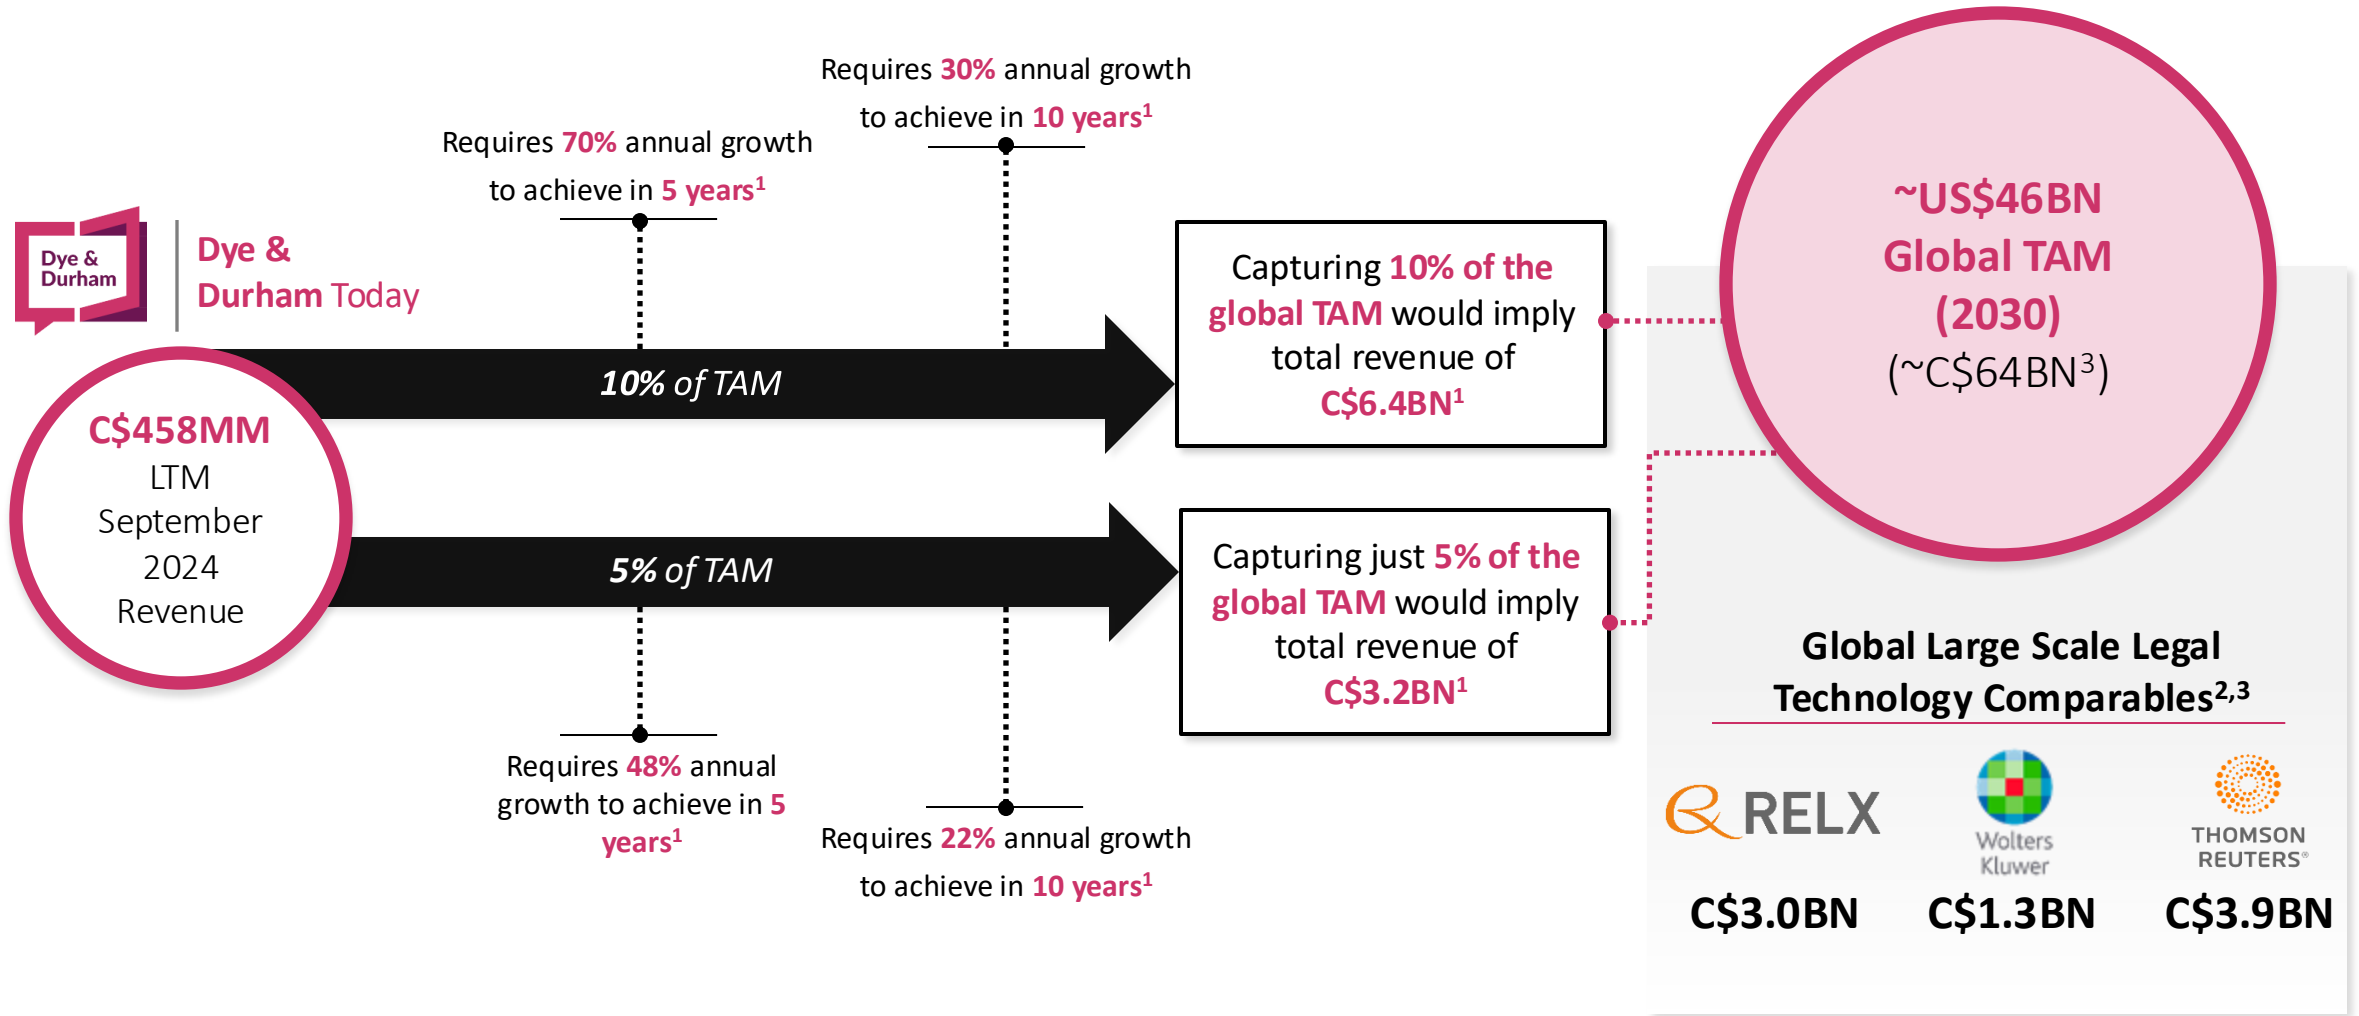 Requires 30% annual growth
to achieve in 10 years1
Requires 70% annual growth
to achieve in 5 years1
Dye &
Durham
Dye &
Durham Today
C$458MM
LTM
September
2024
Revenue
10% of TAM
5% of TAM
Capturing 10% of the
global TAM would imply
total revenue of
C$6.4BN1
Capturing just 5% of the
global TAM would imply
total revenue of
C$3.2BN1
Requires 48% annual
growth to achieve in 5
years1
Requires 22% annual growth
to achieve in 10 years1
~US$46BN
Global TAM
(2030)
(~C$64BN3)
Global Large Scale Legal
Technology Comparables2,3
RELX
Wolters
Kluwer
THOMSON
REUTERS®
C$3.0BN
C$1.3BN
C$3.9BN